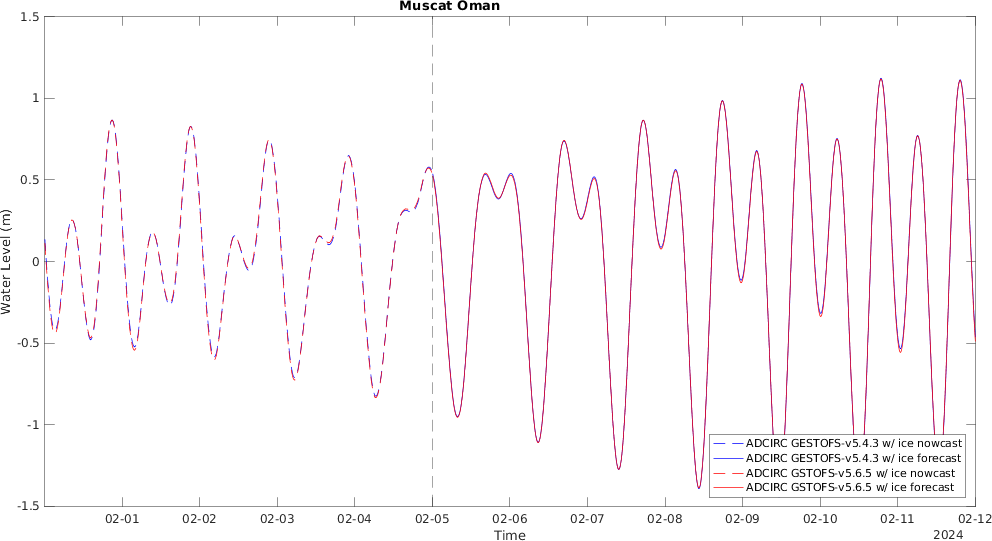 Muscat Oman
1.5
1
0.5
0
-0.5
-1
-1.5
Water Level (m)
02-01 02-02 02-03 02-04 02-05 02-06 02-07 02-08 02-09 02-10 02-11 02-12
Time
2024
ADCIRC GESTOFS-v5.4.3 w/ ice nowcast
ADCIRC GESTOFS-v5.4.3 w/ ice forecast
ADCIRC GSTOFS-v5.6.5 w/ ice nowcast
ADCIRC GSTOFS-v5.6.5 w/ ice forecast